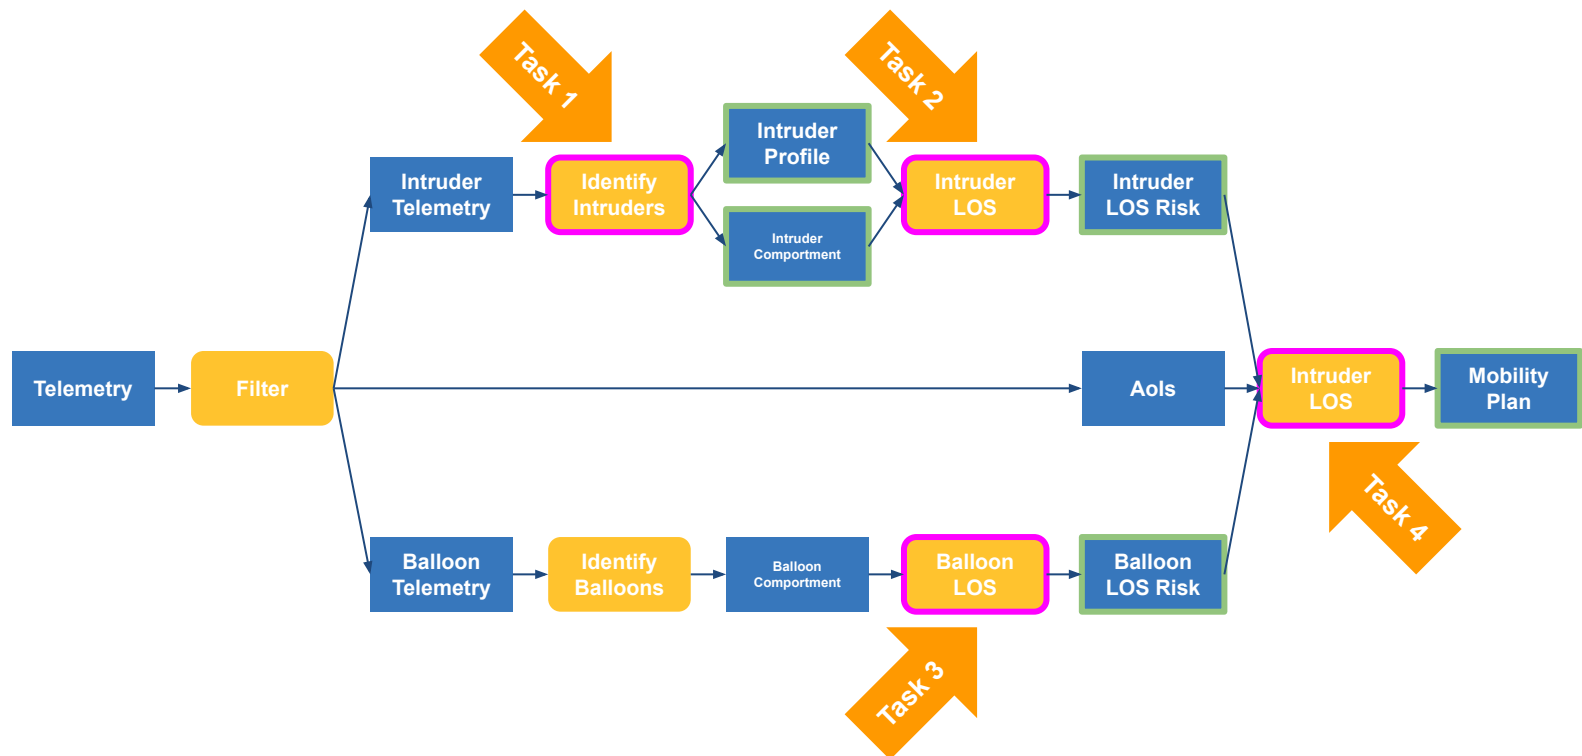 Task 1
Task 2
Intruder
Profile
Intruder
Telemetry
Identify
Intruders
Intruder
LOS
Intruder
LOS Risk
Intruder
Comportment
Telemetry
Filter
AoIs
Intruder
LOS
Mobility
Plan
Task 4
Balloon
Telemetry
Identify
Balloons
Balloon
Comportment
Balloon
LOS
Balloon
LOS Risk
Task 3